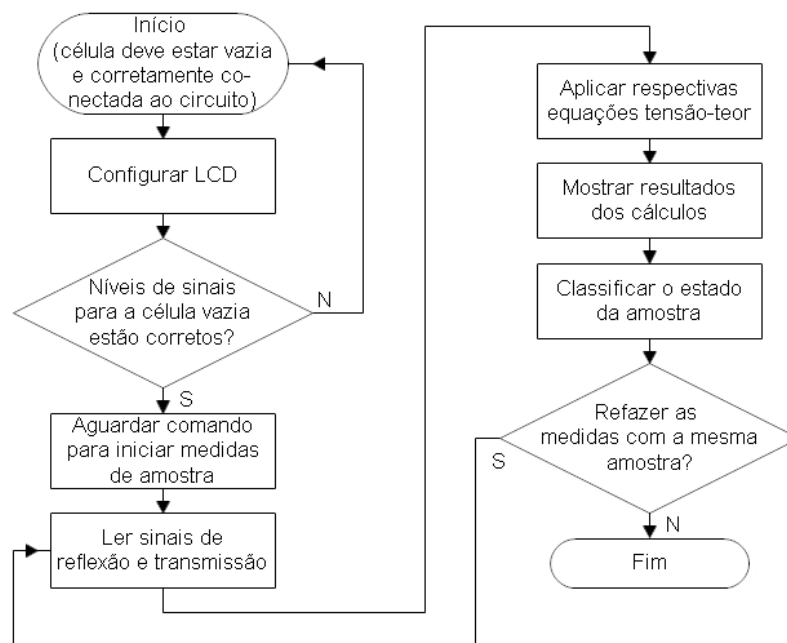 Início
(célula deve estar vazia
e corretamente co-
nectada ao circuito)
Configurar LCD
Níveis de sinais
para a célula vazia
estão corretos?
N
S
Aguardar comando
para iniciar medidas
de amostra
Ler sinais de
reflexão e transmissão
Aplicar respectivas
equações tensão-teor
Mostrar resultados
dos cálculos
Classificar o estado
da amostra
Refazer as
medidas com a mesma
amostra?
S
N
Fim